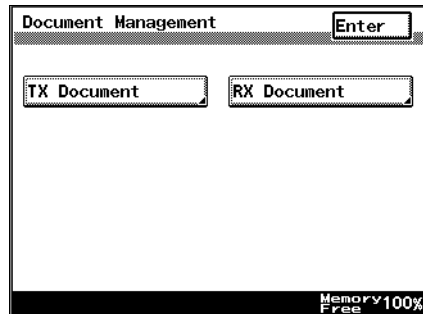 Document Management
Enter
TX Document
RX Document
Memory
Free 100%